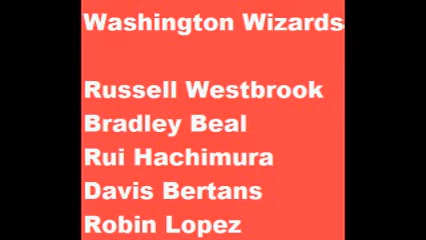 Washington Wizards
Russell Westbrook
Bradley Beal
Rui Hachimura
Davis Bertans
Robin Lopez